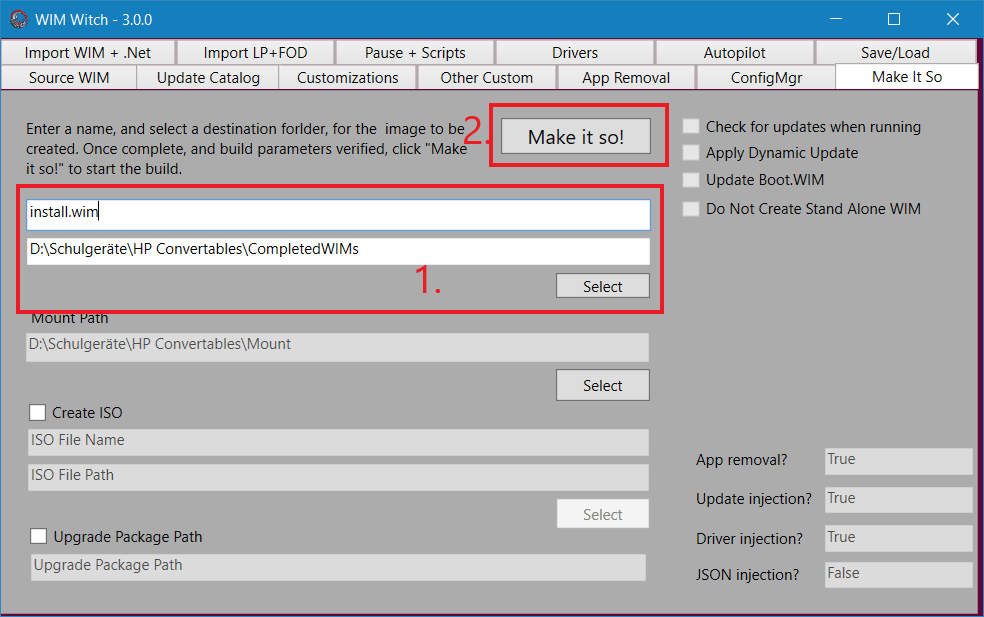 WIM Witch - 3.0.0
Import WIM + .Net
Import LP+FOD
Pause + Scripts
Drivers
Autopilot
Save/Load
Source WIM
Update Catalog
Customizations
Other Custom
App Removal
ConfigMgr
Make It So
Enter a name, and select a destination forlder, for the image to be
created. Once complete, and build parameters verified, click "Make
it so!" to start the build.
2.
Make it so!
Check for updates when running
Apply Dynamic Update
Update Boot.WIM
Do Not Create Stand Alone WIM
install.wim
D:\Schulgeräte\HP Convertables\CompletedWIMs
1.
Select
Mount Path
D:\Schulgeräte\HP Convertables\Mount
Select
Create ISO
ISO File Name
ISO File Path
Select
Upgrade Package Path
Upgrade Package Path
App removal?
True
Update injection?
True
Driver injection?
True
JSON injection?
False